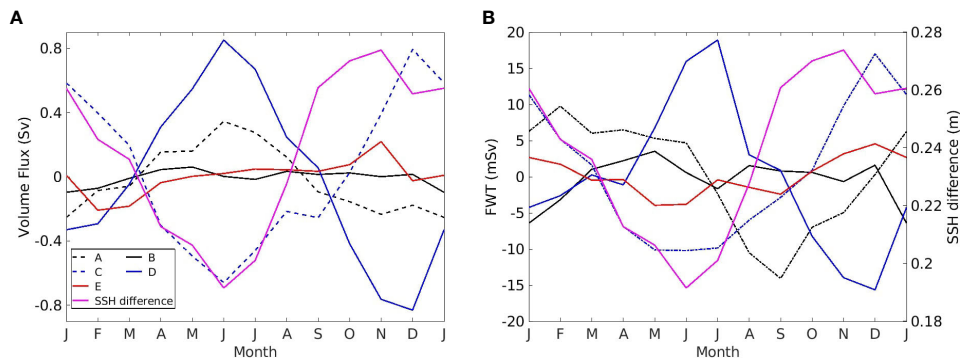 A
B
0.8
0.4
0
-0.4
-0.8
Volume Flux (Sv)
A
B
C
D
E
SSH difference
J F M A M J J A S O N D J
Month
20
15
10
5
0
-5
-10
-15
-20
FWT (mSv)
0.28
0.26
0.24
0.22
0.2
0.18
SSH difference (m)
J F M A M J J A S O N D J
Month